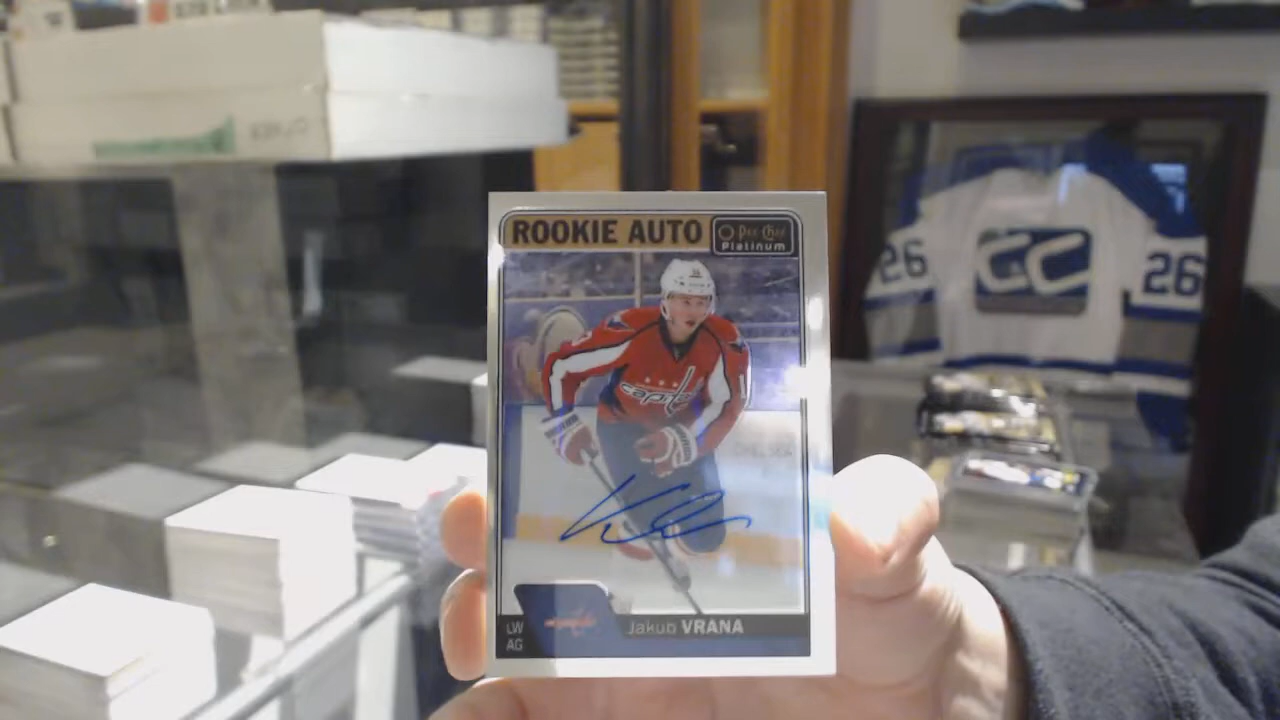 ROOKIE AUTO
O-Pee-Chee
Platinum
capitals
LW
AG
Jakub VRANA
26
CC
26